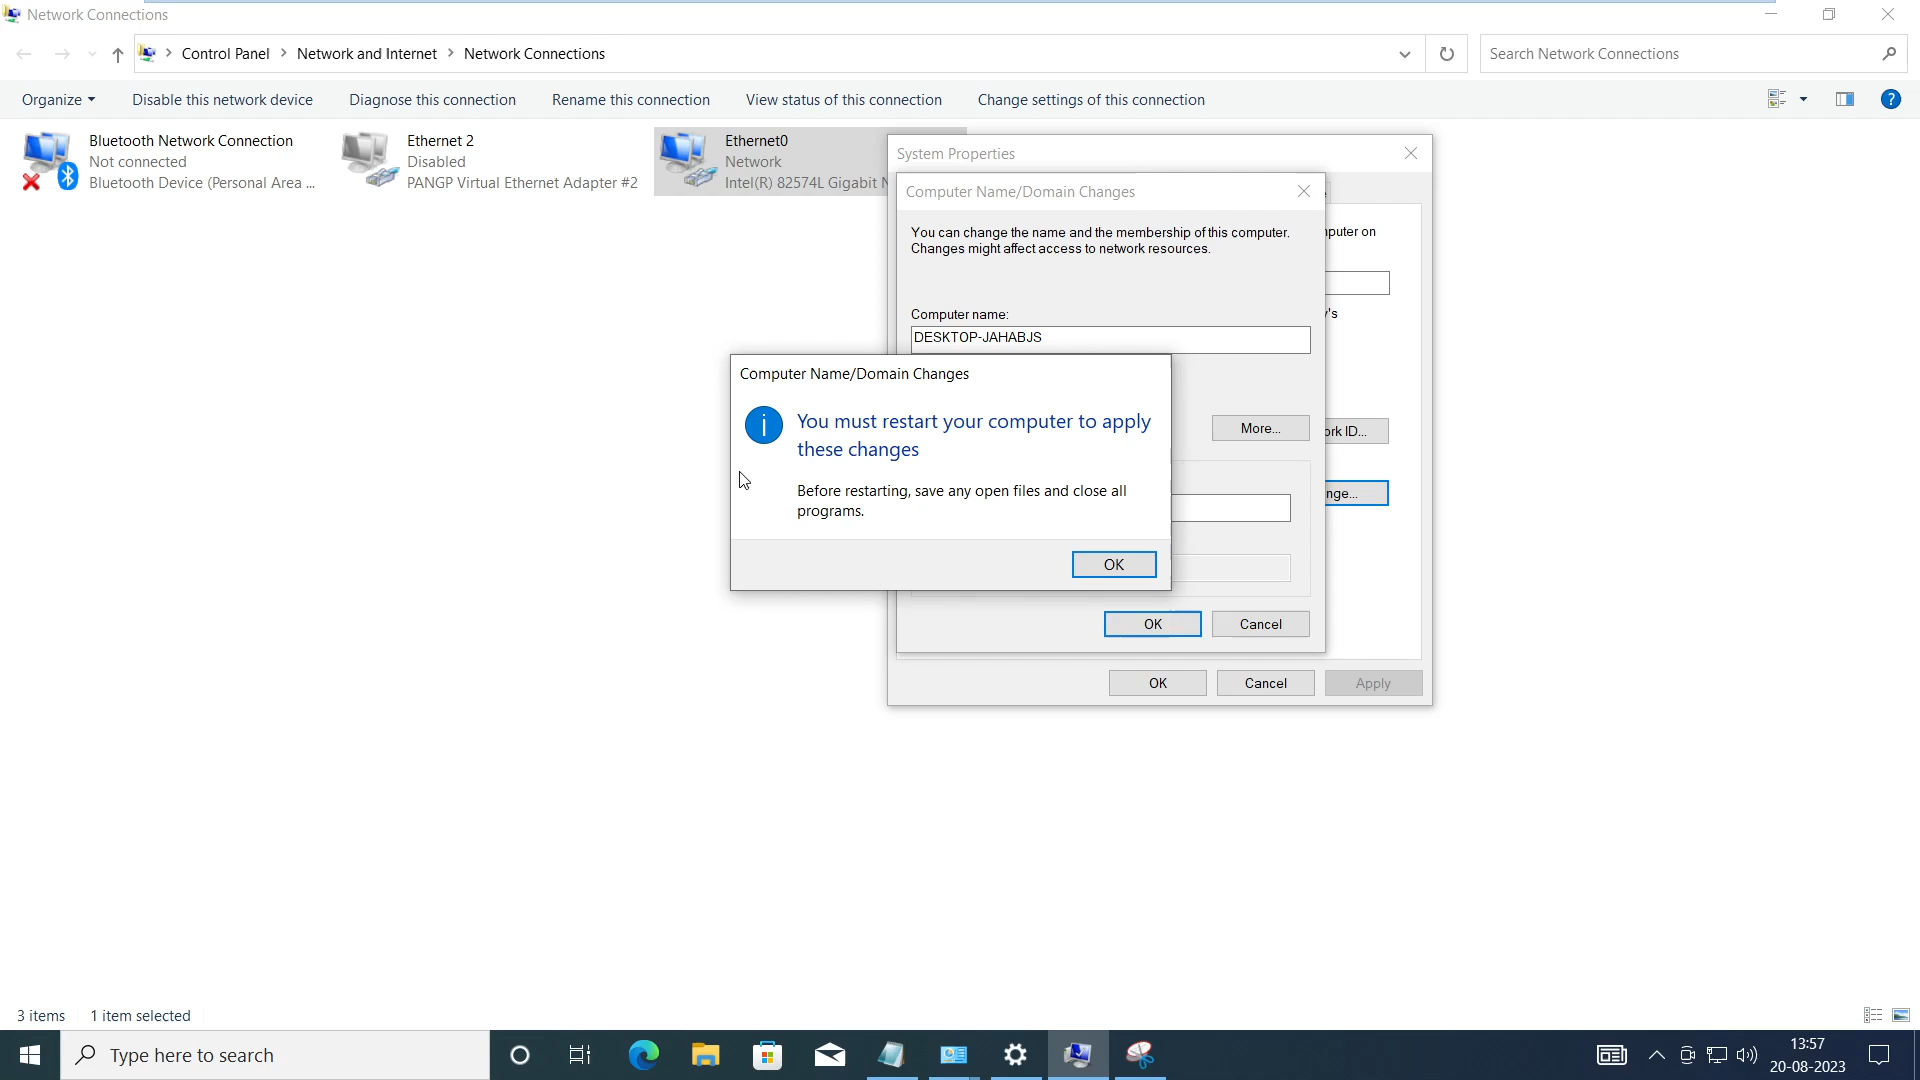 Network Connections
Control Panel > Network and Internet > Network Connections
Search Network Connections
Organize Disable this network device Diagnose this connection Rename this connection View status of this connection Change settings of this connection
Bluetooth Network Connection
Not connected
Bluetooth Device (Personal Area ...
Ethernet 2
Disabled
PANGP Virtual Ethernet Adapter #2
Ethernet0
Network
Intel(R) 82574L Gigabit N
System Properties
Computer Name/Domain Changes
You can change the name and the membership of this computer.
Changes might affect access to network resources.
mputer on
Computer name:
y's
DESKTOP-JAHABJS
Computer Name/Domain Changes
You must restart your computer to apply
these changes
Before restarting, save any open files and close all
programs.
OK
More...
ork ID...
nge...
OK Cancel
OK Cancel Apply
3 items 1 item selected
Type here to search
13:57
20-08-2023